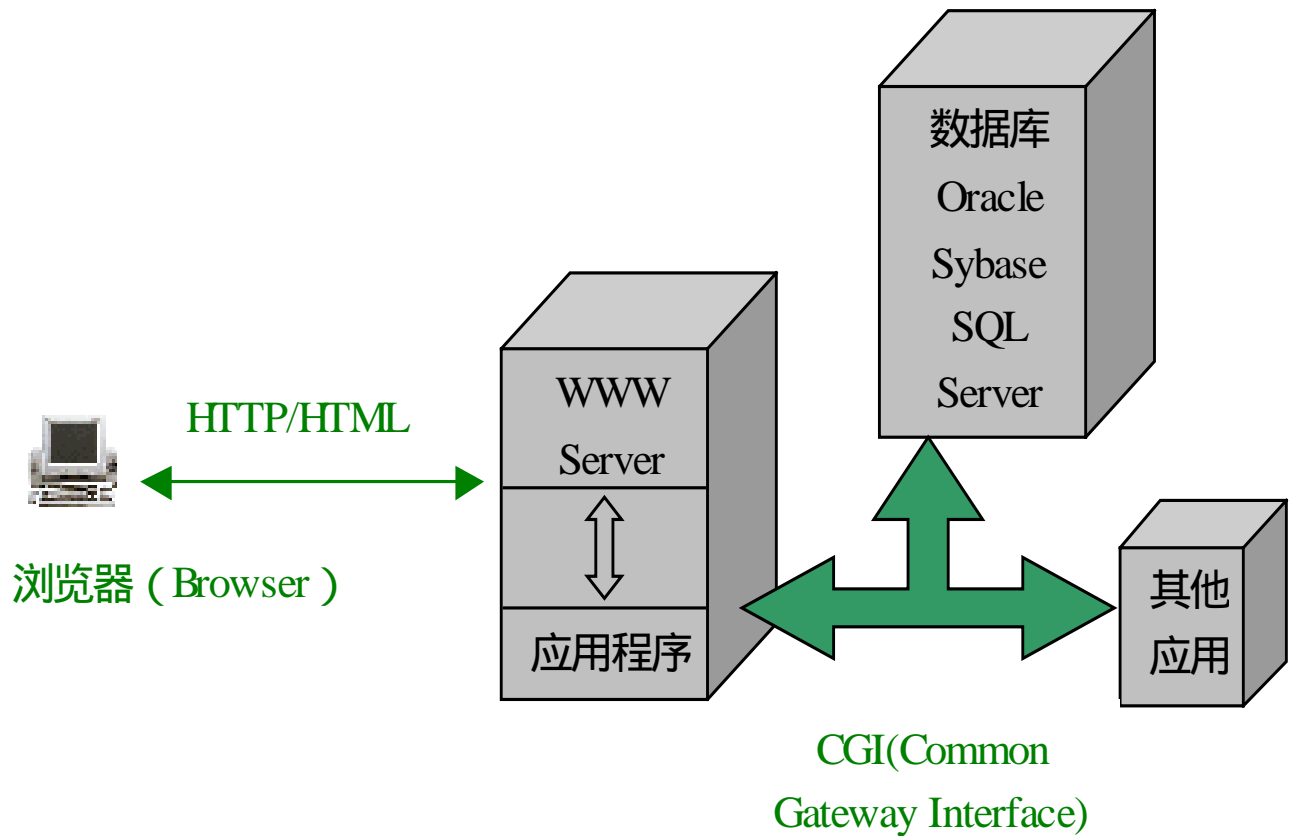 数据库
Oracle
Sybase
SQL
Server
WWW
Server
HTTP/HTML
浏览器（Browser）
应用程序
其他
应用
CGI(Common
Gateway Interface)